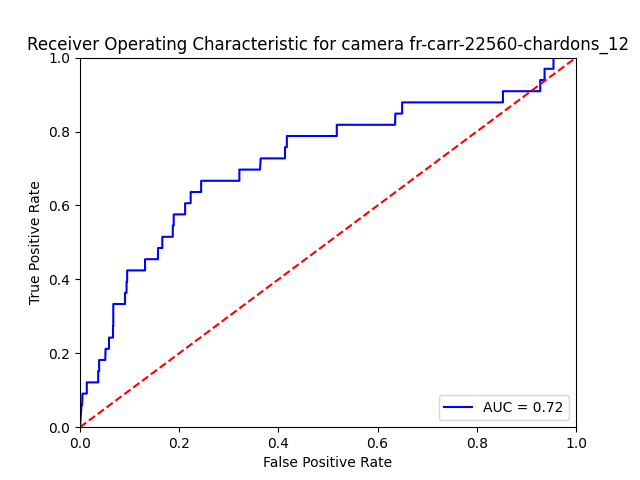 Receiver Operating Characteristic for camera fr-carr-22560-chardons_12
1.0
0.8
0.6
0.4
0.2
0.0
True Positive Rate
AUC = 0.72
0.0 0.2 0.4 0.6 0.8 1.0
False Positive Rate